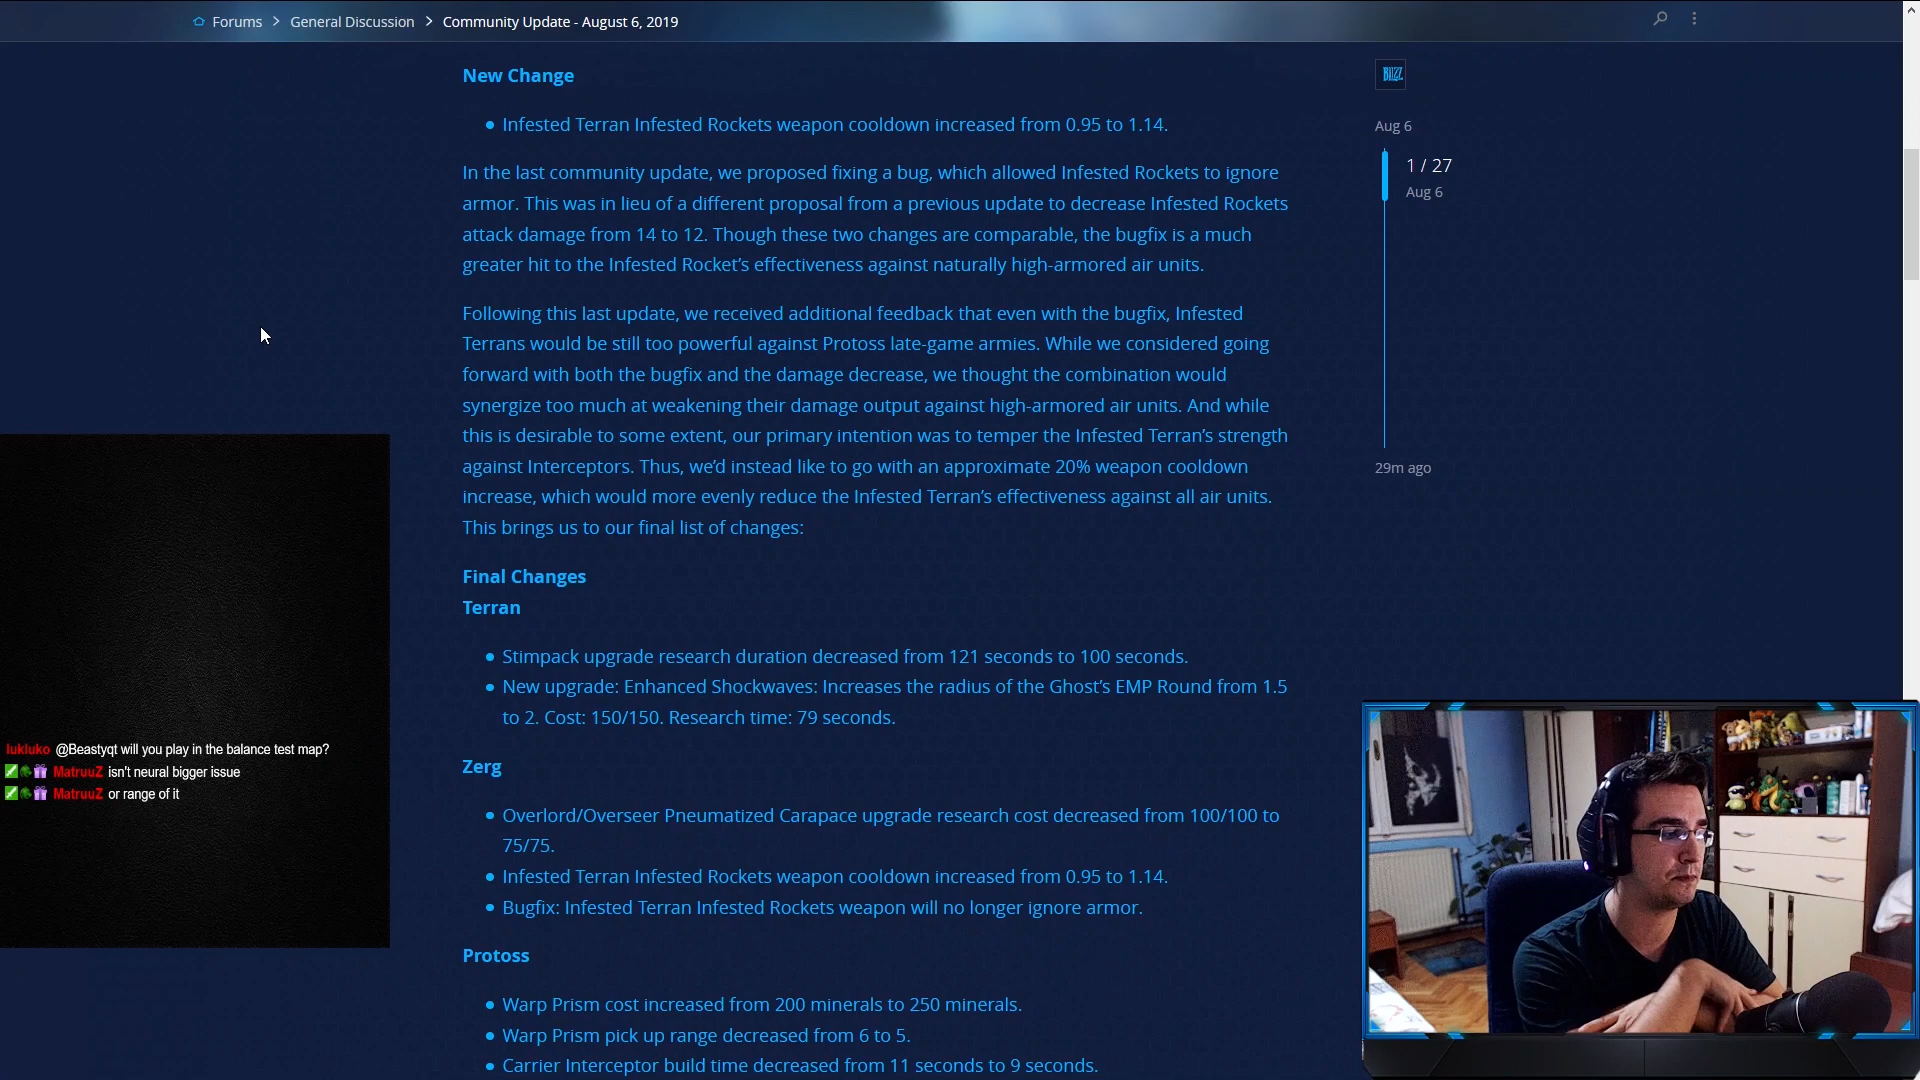 Forums > General Discussion > Community Update - August 6, 2019
New Change
Infested Terran Infested Rockets weapon cooldown increased from 0.95 to 1.14.
In the last community update, we proposed fixing a bug, which allowed Infested Rockets to ignore
armor. This was in lieu of a different proposal from a previous update to decrease Infested Rockets
attack damage from 14 to 12. Though these two changes are comparable, the bugfix is a much
greater hit to the Infested Rocket’s effectiveness against naturally high-armored air units.
Following this last update, we received additional feedback that even with the bugfix, Infested
Terrans would be still too powerful against Protoss late-game armies. While we considered going
forward with both the bugfix and the damage decrease, we thought the combination would
synergize too much at weakening their damage output against high-armored air units. And while
this is desirable to some extent, our primary intention was to temper the Infested Terran’s strength
against Interceptors. Thus, we’d instead like to go with an approximate 20% weapon cooldown
increase, which would more evenly reduce the Infested Terran’s effectiveness against all air units.
This brings us to our final list of changes:
Final Changes
Terran
Stimpack upgrade research duration decreased from 121 seconds to 100 seconds.
New upgrade: Enhanced Shockwaves: Increases the radius of the Ghost’s EMP Round from 1.5
to 2. Cost: 150/150. Research time: 79 seconds.
Zerg
Overlord/Overseer Pneumatized Carapace upgrade research cost decreased from 100/100 to
75/75.
Infested Terran Infested Rockets weapon cooldown increased from 0.95 to 1.14.
Bugfix: Infested Terran Infested Rockets weapon will no longer ignore armor.
Protoss
Warp Prism cost increased from 200 minerals to 250 minerals.
Warp Prism pick up range decreased from 6 to 5.
Carrier Interceptor build time decreased from 11 seconds to 9 seconds.
BLIZZ
Aug 6
1 / 27
Aug 6
29m ago
lukluko @Beastyqt will you play in the balance test map?
MatruuZ isn't neural bigger issue
MatruuZ or range of it